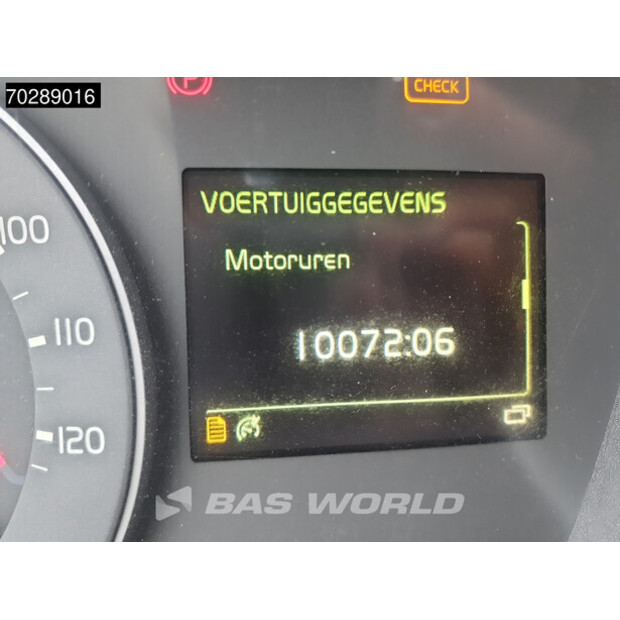 70289016
P
CHECK
VOERTUIGGEGEVENS
100
Motoruren
110
10072:06
120
BAS WORLD